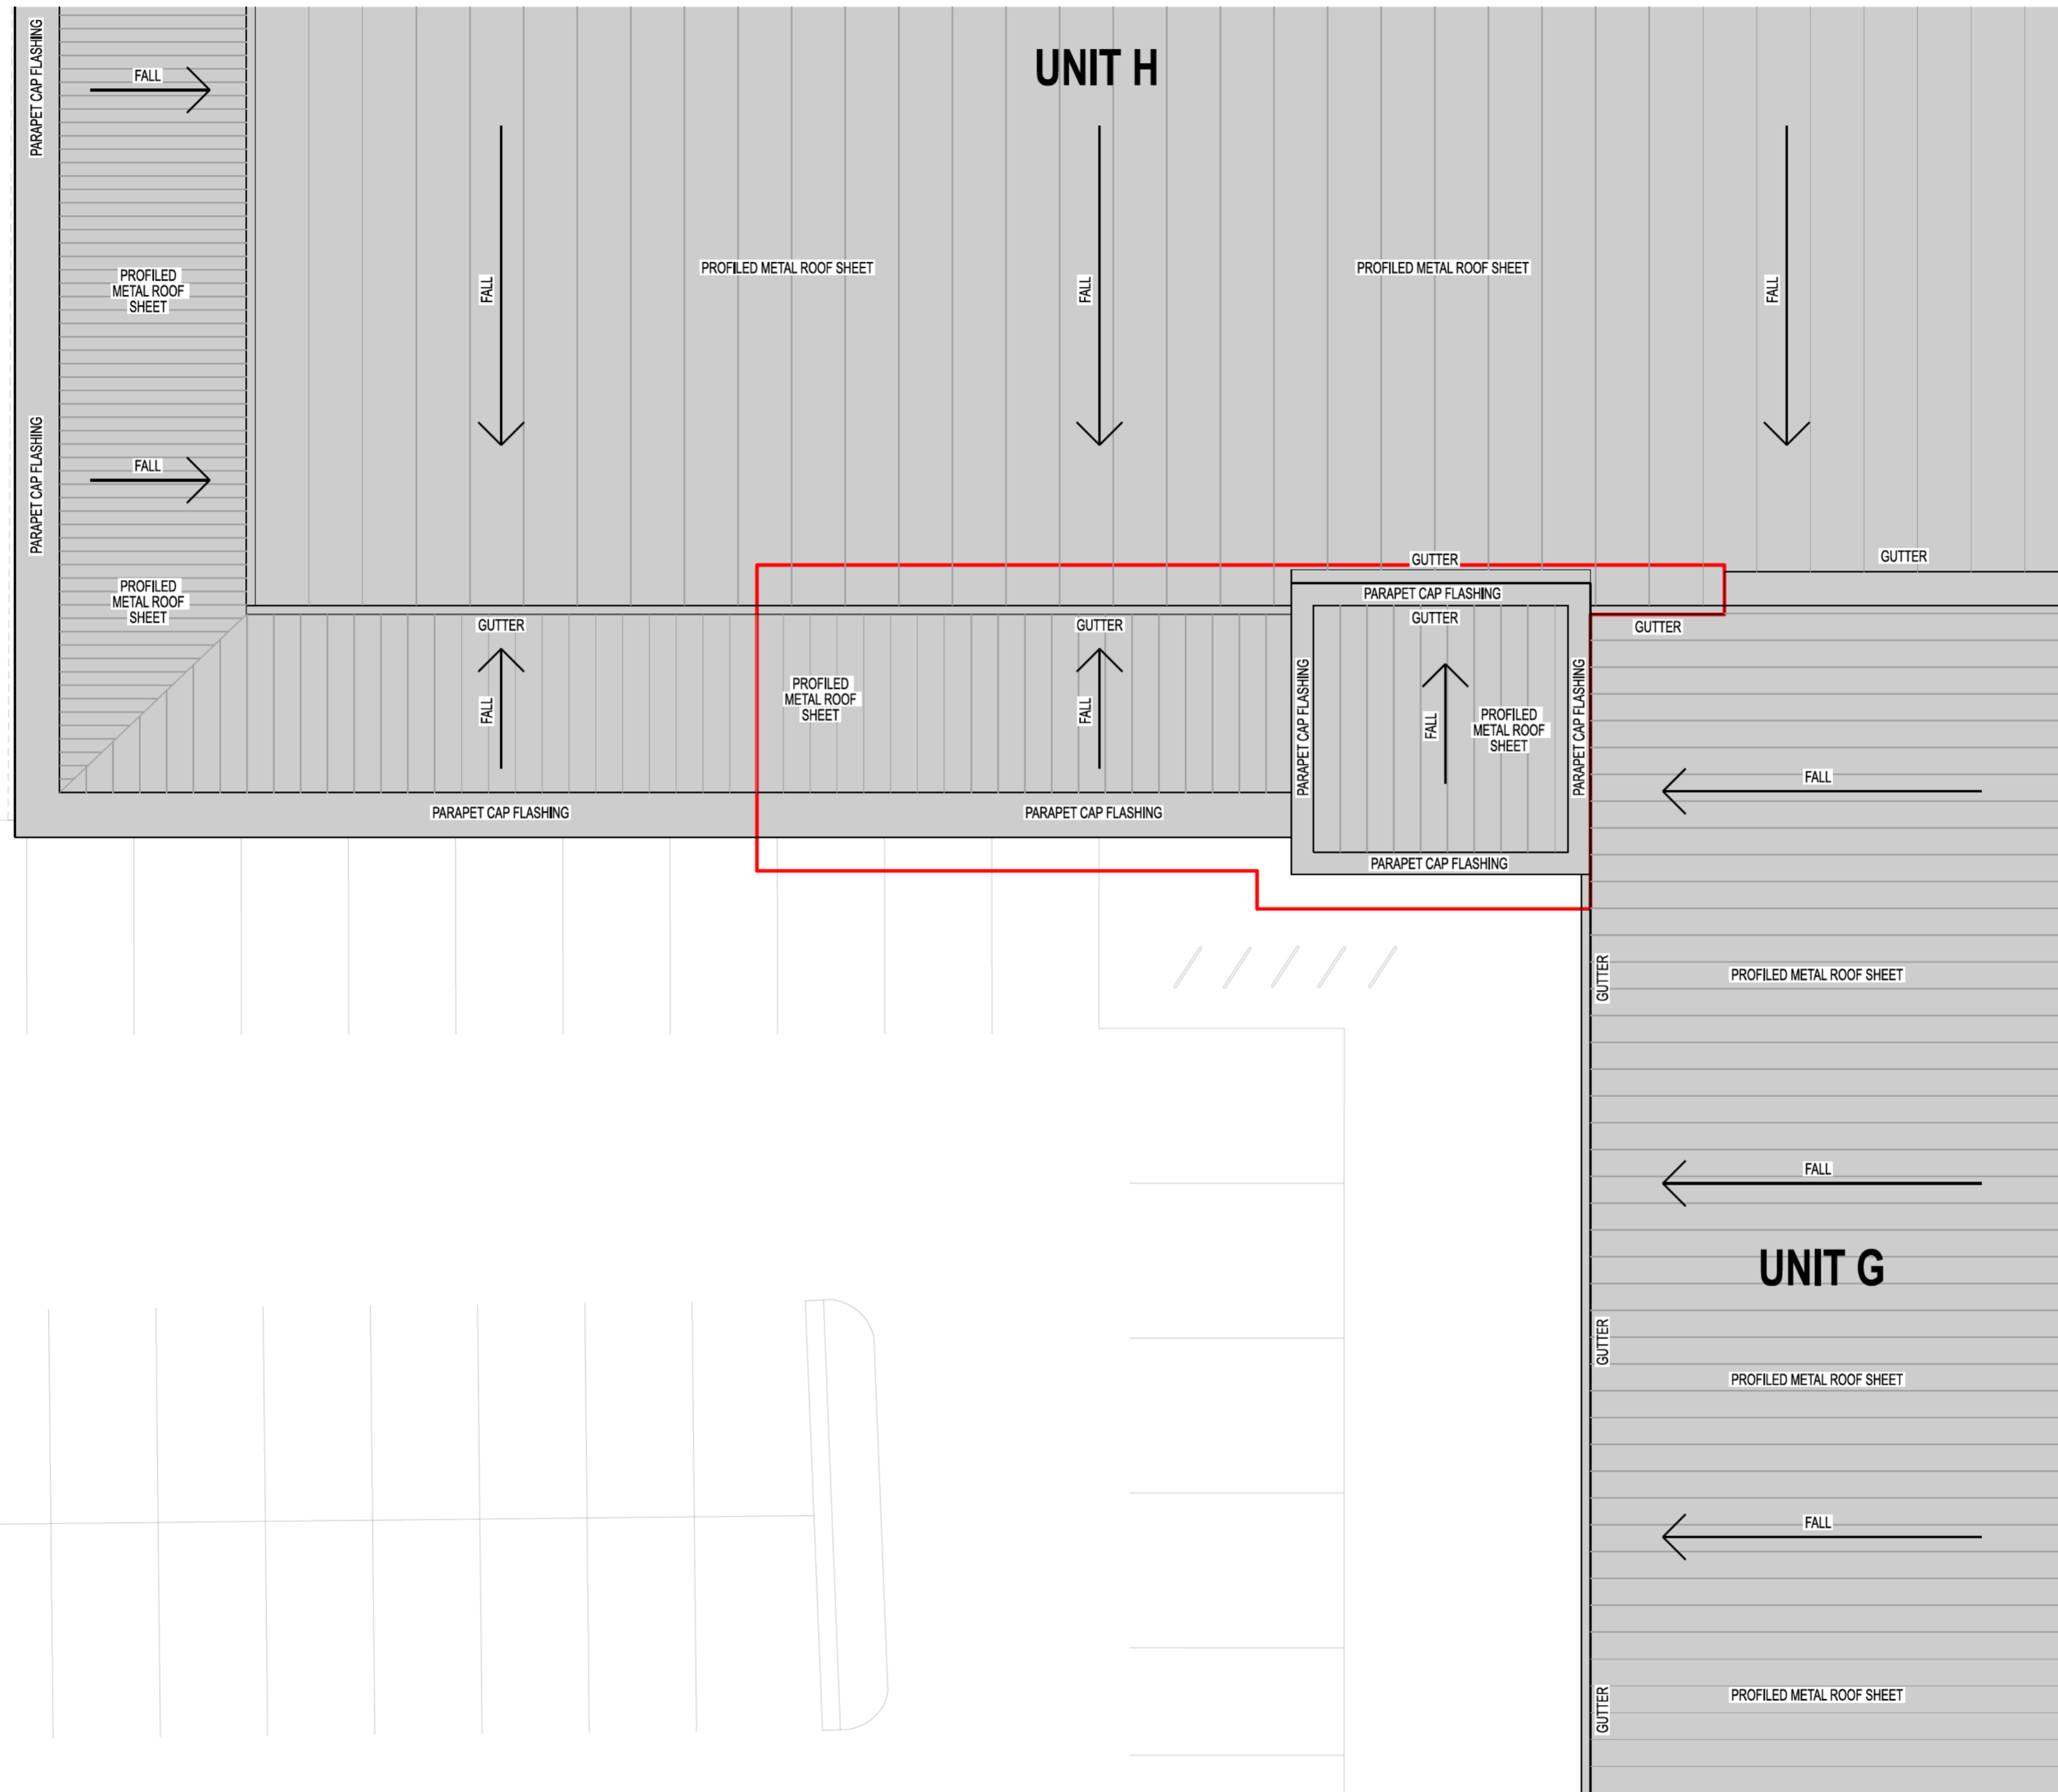 PARAPET CAP FLASHING
FALL
UNIT H
PROFILED
METAL ROOF
SHEET
FALL
PROFILED METAL ROOF SHEET
FALL
PROFILED METAL ROOF SHEET
FALL
PARAPET CAP FLASHING
FALL
PROFILED
METAL ROOF
SHEET
GUTTER
GUTTER
PARAPET CAP FLASHING
GUTTER
GUTTER
GUTTER
GUTTER
FALL
PROFILED
METAL ROOF
SHEET
FALL
PARAPET CAP FLASHING
FALL
PROFILED
METAL ROOF
SHEET
PARAPET CAP FLASHING
FALL
PARAPET CAP FLASHING
PARAPET CAP FLASHING
PARAPET CAP FLASHING
GUTTER
PROFILED METAL ROOF SHEET
FALL
UNIT G
GUTTER
PROFILED METAL ROOF SHEET
FALL
GUTTER
PROFILED METAL ROOF SHEET